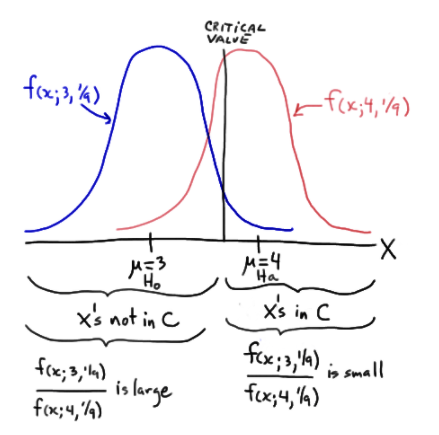 CRITICAL
VALUE
f(x; 3, 1/9)
f(x; 4, 1/9)
X
μ=3
H₀
μ=4
Ha
X's not in C
X's in C
f(x; 3, 1/9)
f(x; 4, 1/9)
is large
f(x; 3, 1/9)
f(x; 4, 1/9)
is small